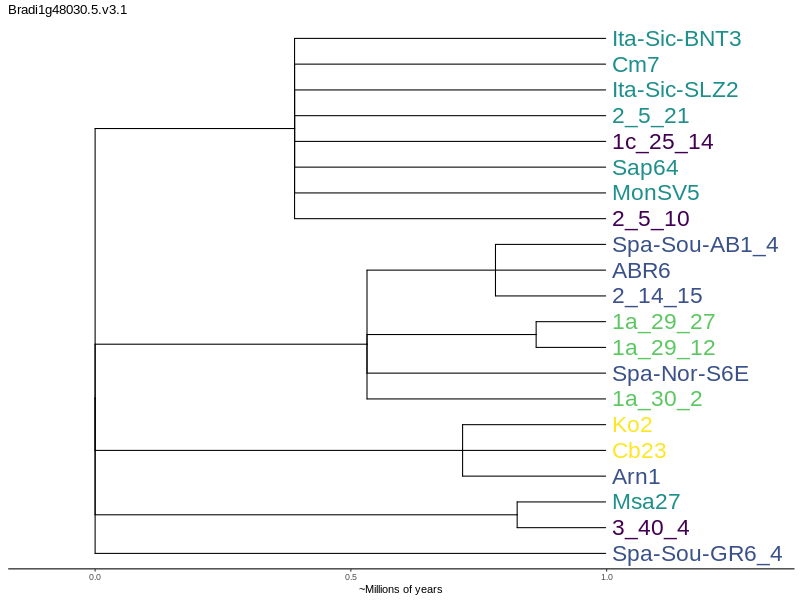 Bradi1g48030.5.v3.1
Ita-Sic-BNT3
Cm7
Ita-Sic-SLZ2
2_5_21
1c_25_14
Sap64
MonSV5
2_5_10
Spa-Sou-AB1_4
ABR6
2_14_15
1a_29_27
1a_29_12
Spa-Nor-S6E
1a_30_2
Ko2
Cb23
Arn1
Msa27
3_40_4
Spa-Sou-GR6_4
0.0 0.5 1.0
~Millions of years